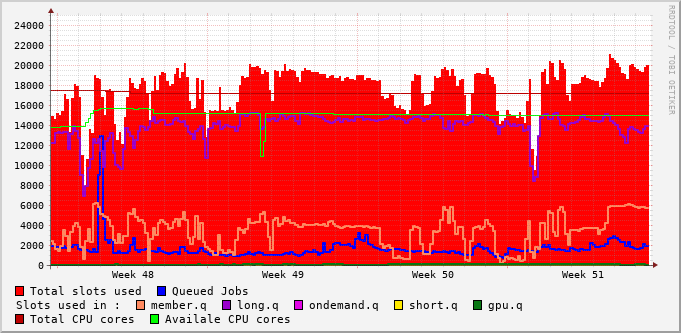 RRDTOOL / TOBI OETIKER
24000
22000
20000
18000
16000
14000
12000
10000
8000
6000
4000
2000
0
Week 48 Week 49 Week 50 Week 51
Total slots used Queued Jobs
Slots used in : member.q long.q ondemand.q short.q gpu.q
Total CPU cores Availale CPU cores